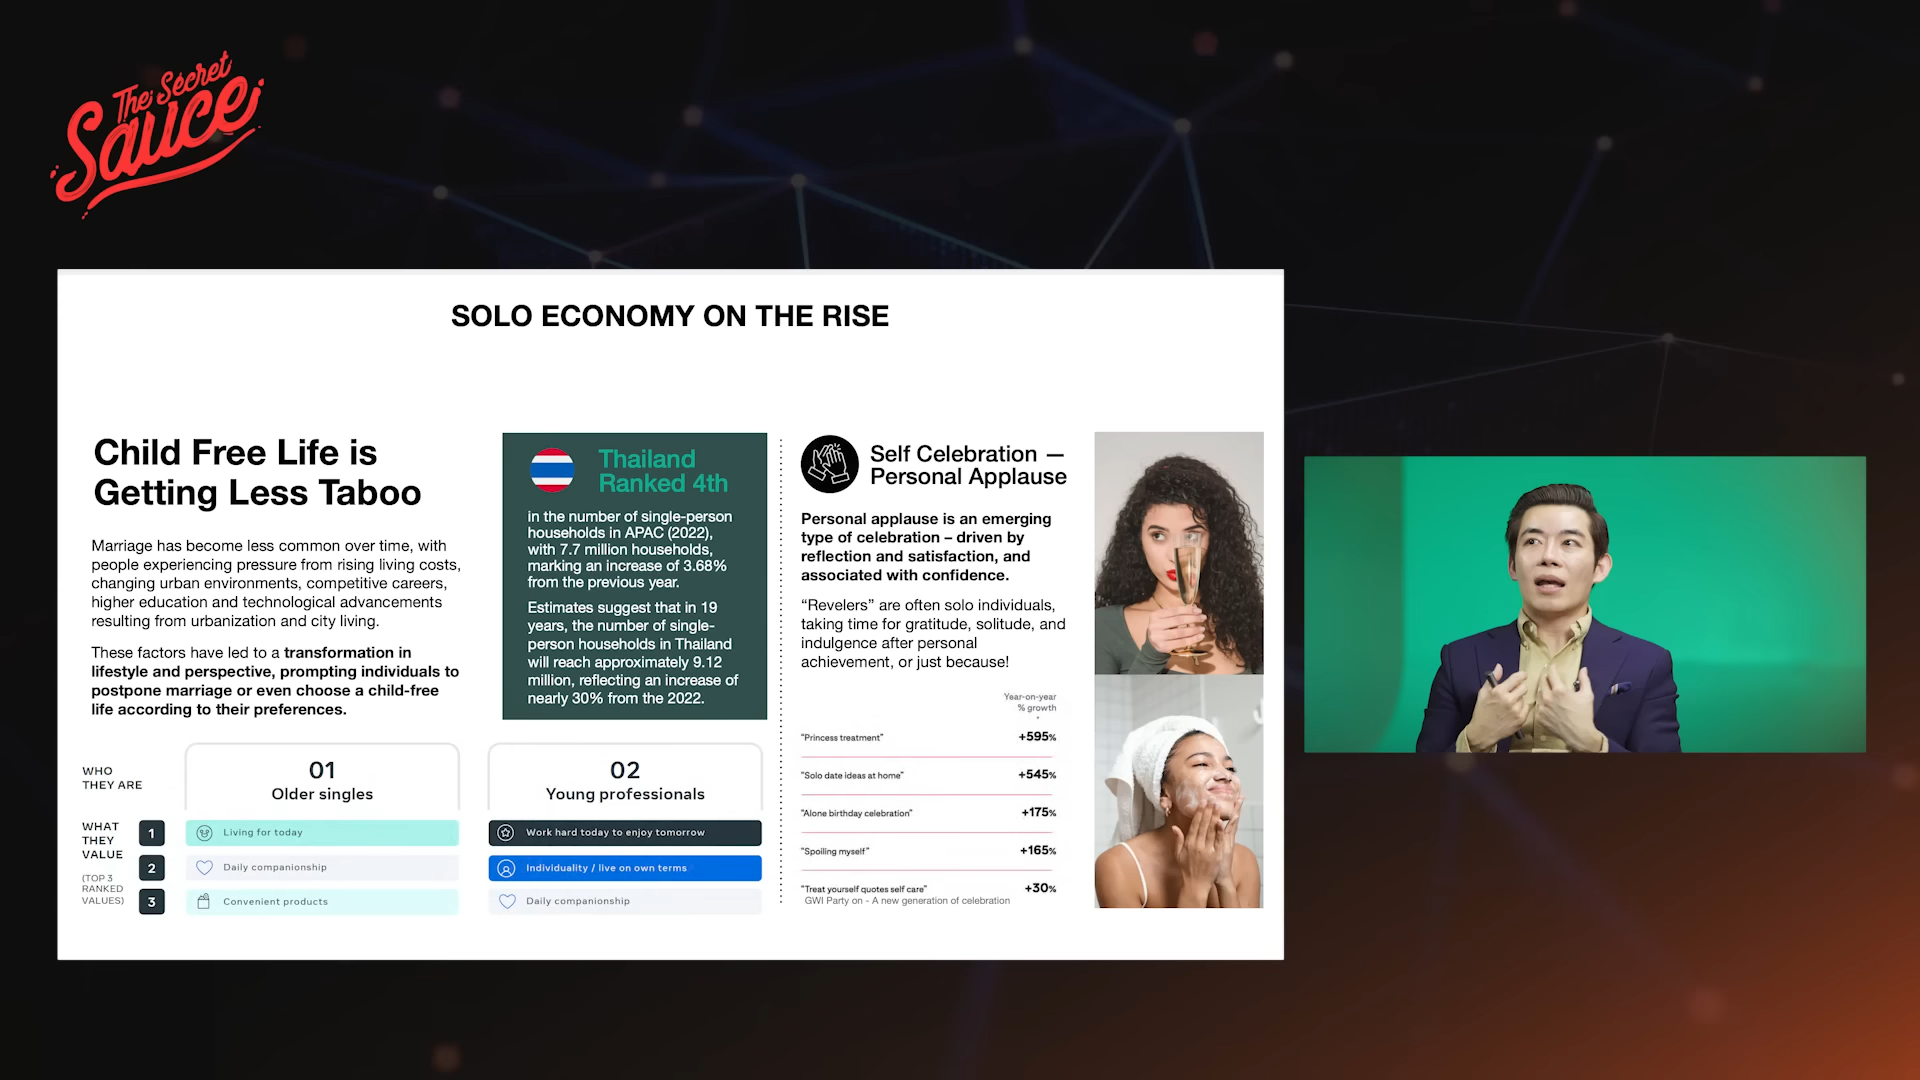 The Secret
Sauce
SOLO ECONOMY ON THE RISE
Child Free Life is
Getting Less Taboo
Marriage has become less common over time, with
people experiencing pressure from rising living costs,
changing urban environments, competitive careers,
higher education and technological advancements
resulting from urbanization and city living.
These factors have led to a transformation in
lifestyle and perspective, prompting individuals to
postpone marriage or even choose a child-free
life according to their preferences.
Thailand
Ranked 4th
in the number of single-person
households in APAC (2022),
with 7.7 million households,
marking an increase of 3.68%
from the previous year.
Estimates suggest that in 19
years, the number of single-
person households in Thailand
will reach approximately 9.12
million, reflecting an increase of
nearly 30% from the 2022.
WHO
THEY ARE
01
Older singles
02
Young professionals
WHAT
THEY
VALUE
(TOP 3
RANKED
VALUES)
1
Living for today
Work hard today to enjoy tomorrow
2
Daily companionship
Individuality / live on own terms
3
Convenient products
Daily companionship
Self Celebration —
Personal Applause
Personal applause is an emerging
type of celebration – driven by
reflection and satisfaction, and
associated with confidence.
“Revelers” are often solo individuals,
taking time for gratitude, solitude, and
indulgence after personal
achievement, or just because!
Year-on-year
% growth
"Princess treatment" +595%
"Solo date ideas at home" +545%
"Alone birthday celebration" +175%
"Spoiling myself" +165%
"Treat yourself quotes self care" +30%
GWI Party on - A new generation of celebration